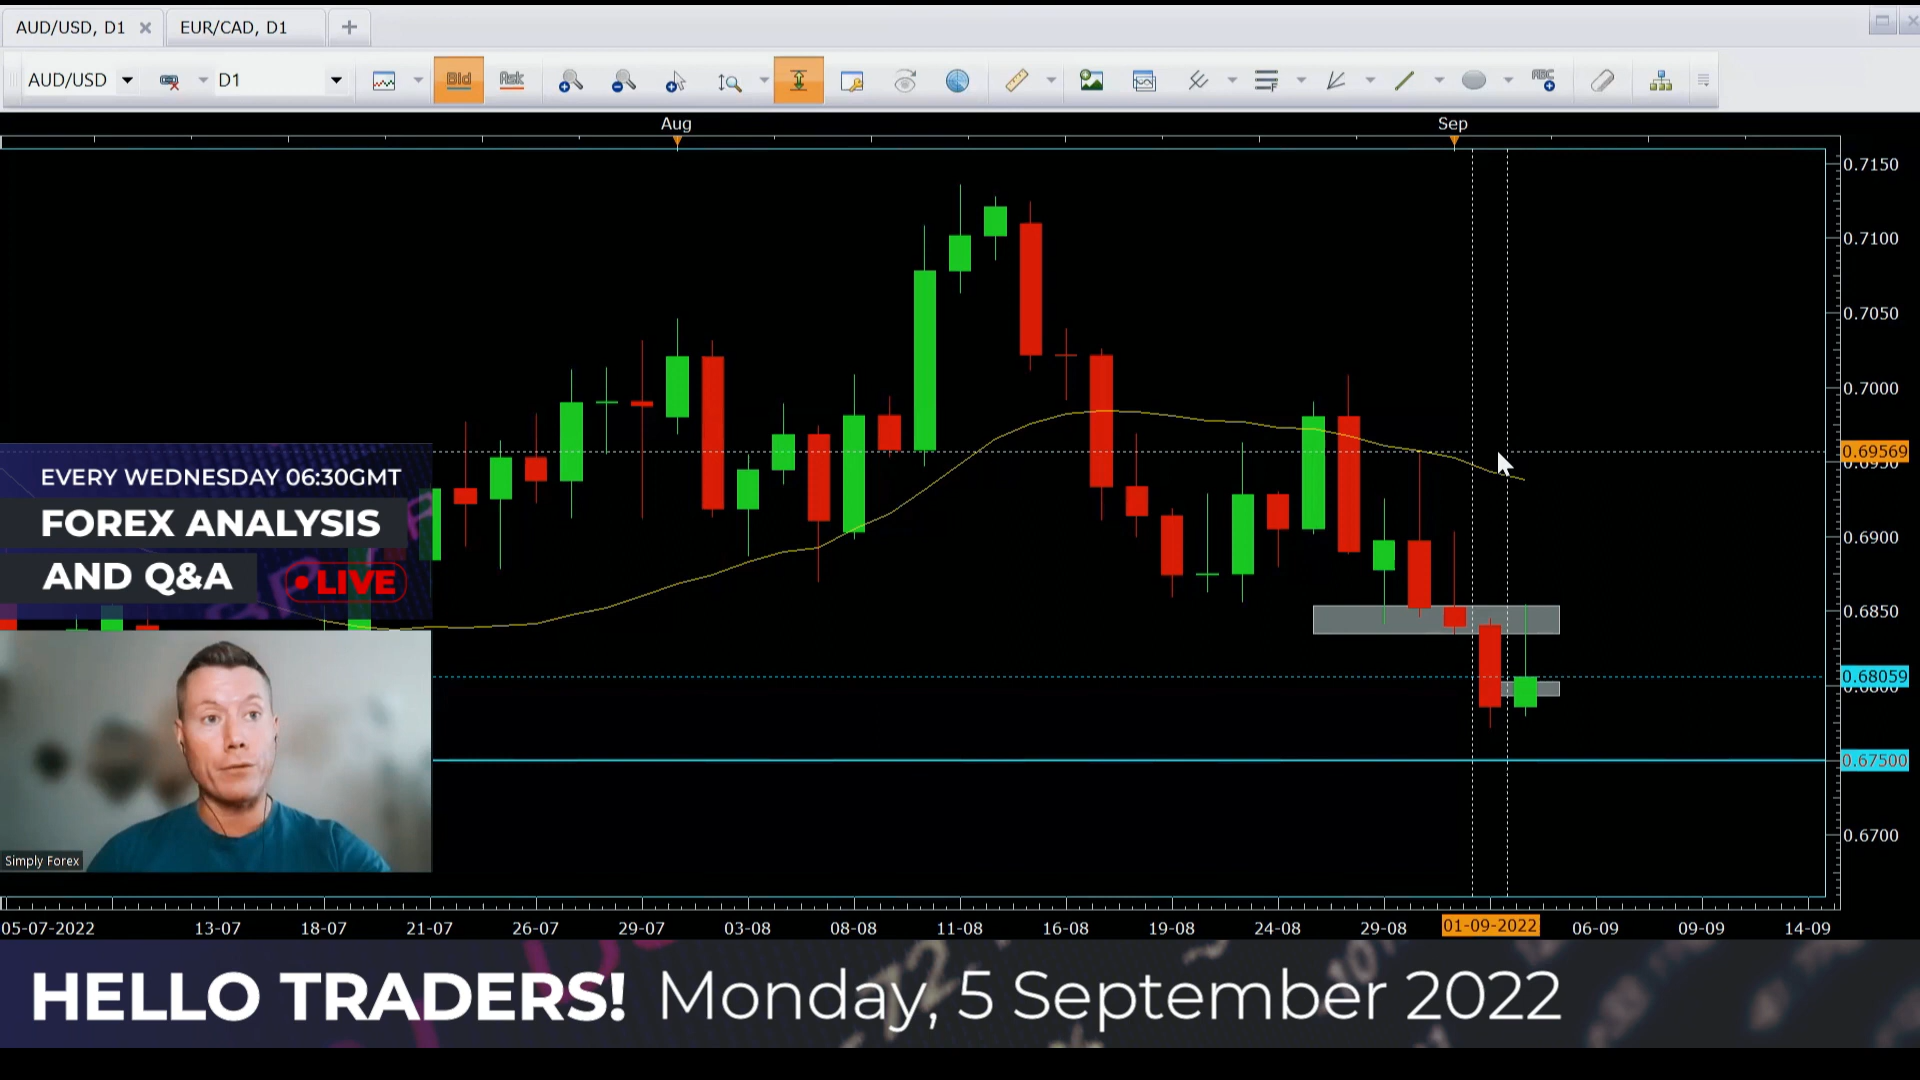 AUD/USD, D1
EUR/CAD, D1
AUD/USD
D1
Bid
Ask
ABC
Aug
Sep
0.7150
0.7100
0.7050
0.7000
0.69569
0.6900
0.6850
0.68059
0.67500
0.6700
EVERY WEDNESDAY 06:30GMT
FOREX ANALYSIS
AND Q&A
LIVE
Simply Forex
05-07-2022
13-07
18-07
21-07
26-07
29-07
03-08
08-08
11-08
16-08
19-08
24-08
29-08
01-09-2022
06-09
09-09
14-09
HELLO TRADERS! Monday, 5 September 2022